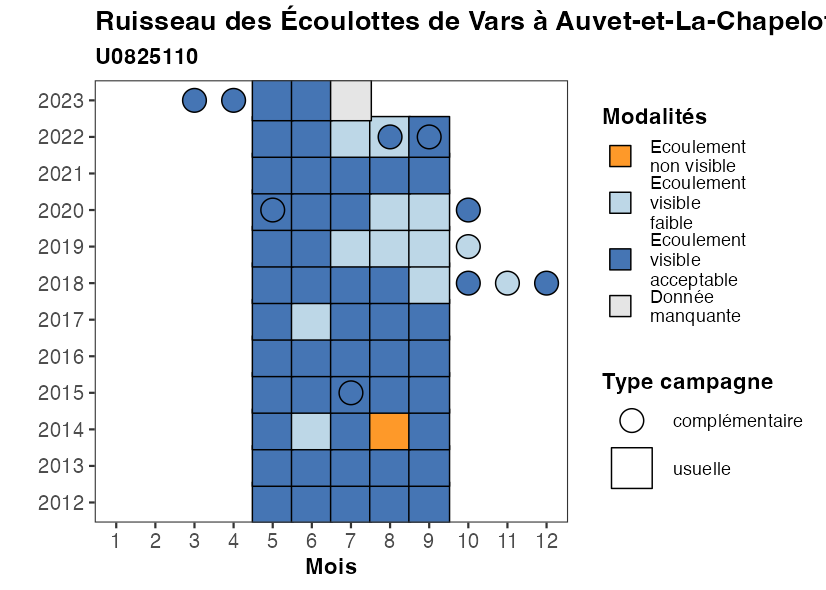 Ruisseau des Écoulottes de Vars à Auvet-et-La-Chapelo
U0825110
2023
2022
2021
2020
2019
2018
2017
2016
2015
2014
2013
2012
1 2 3 4 5 6 7 8 9 10 11 12
Mois
Modalités
Ecoulement
non visible
Ecoulement
visible
faible
Ecoulement
visible
acceptable
Donnée
manquante
Type campagne
complémentaire
usuelle